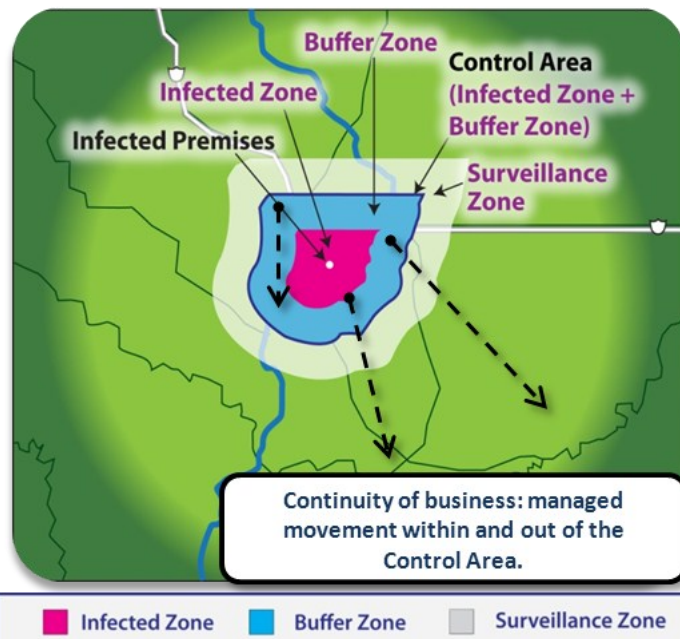 Buffer Zone
Control Area
(Infected Zone +
Buffer Zone)
Infected Zone
Infected Premises
Surveillance
Zone
Continuity of business: managed
movement within and out of the
Control Area.
Infected Zone
Buffer Zone
Surveillance Zone